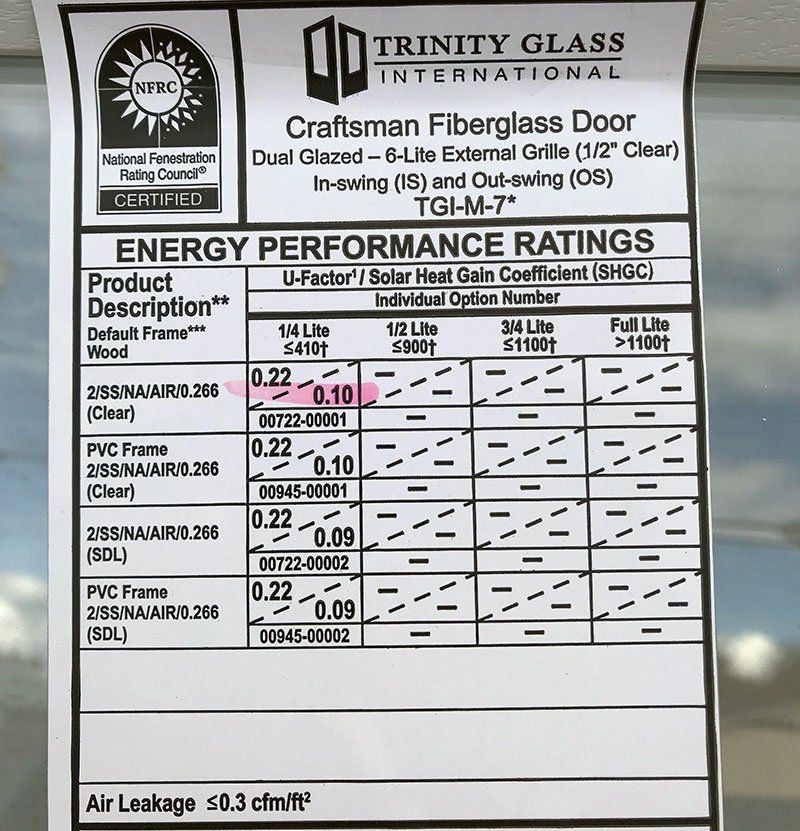 NFRC
National Fenestration
Rating Council®
CERTIFIED
TRINITY GLASS
INTERNATIONAL
Craftsman Fiberglass Door
Dual Glazed – 6-Lite External Grille (1/2" Clear)
In-swing (IS) and Out-swing (OS)
TGI-M-7*
ENERGY PERFORMANCE RATINGS
Product
Description**
Default Frame***
Wood
U-Factor¹ / Solar Heat Gain Coefficient (SHGC)
Individual Option Number
1/4 Lite
≤410†
1/2 Lite
≤900†
3/4 Lite
≤1100†
Full Lite
>1100†
2/SS/NA/AIR/0.266
(Clear)
0.22 – – –
0.10 – – –
00722-00001 – – –
PVC Frame
2/SS/NA/AIR/0.266
(Clear)
0.22 – – –
0.10 – – –
00945-00001 – – –
2/SS/NA/AIR/0.266
(SDL)
0.22 – – –
0.09 – – –
00722-00002 – – –
PVC Frame
2/SS/NA/AIR/0.266
(SDL)
0.22 – – –
0.09 – – –
00945-00002 – – –
Air Leakage ≤0.3 cfm/ft²